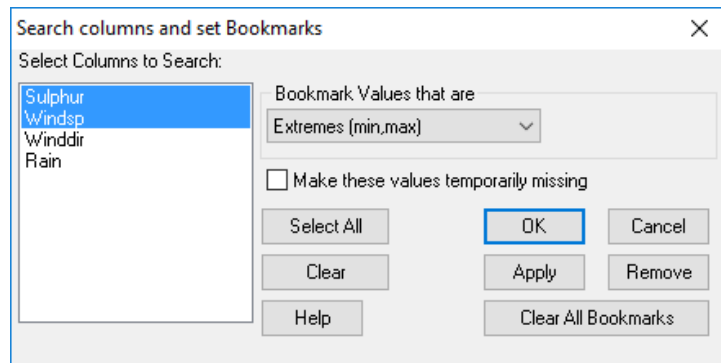 Search columns and set Bookmarks
Select Columns to Search:
Sulphur
Windsp
Winddir
Rain
Bookmark Values that are
Extremes (min,max)
Make these values temporarily missing
Select All
OK
Cancel
Clear
Apply
Remove
Help
Clear All Bookmarks